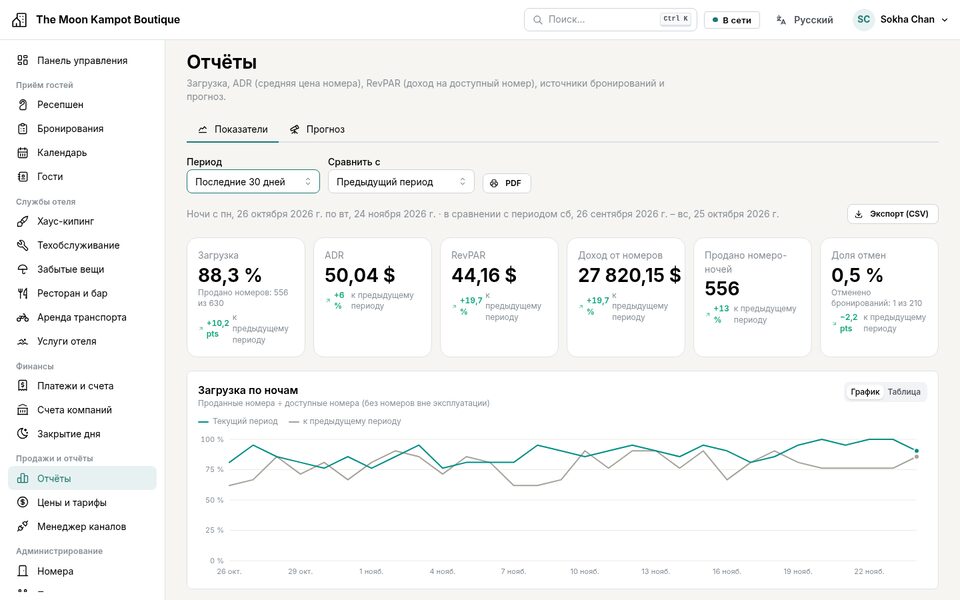 The Moon Kampot Boutique
Поиск...
Ctrl K
В сети
Русский
SC
Sokha Chan
Панель управления
Приём гостей
Ресепшен
Бронирования
Календарь
Гости
Службы отеля
Хаус-кипинг
Техобслуживание
Забытые вещи
Ресторан и бар
Аренда транспорта
Услуги отеля
Финансы
Платежи и счета
Счета компаний
Закрытие дня
Продажи и отчёты
Отчёты
Цены и тарифы
Менеджер каналов
Администрирование
Номера
Отчёты
Загрузка, ADR (средняя цена номера), RevPAR (доход на доступный номер), источники бронирований и
прогноз.
Показатели
Прогноз
Период
Сравнить с
Последние 30 дней
Предыдущий период
PDF
Ночи с пн, 26 октября 2026 г. по вт, 24 ноября 2026 г. · в сравнении с периодом сб, 26 сентября 2026 г. – вс, 25 октября 2026 г.
Экспорт (CSV)
Загрузка
88,3 %
Продано номеров: 556
из 630
+10,2
pts
к
предыдущему
периоду
ADR
50,04 $
+6
%
к предыдущему
периоду
RevPAR
44,16 $
+19,7
%
к
предыдущему
периоду
Доход от номеров
27 820,15 $
+19,7
%
к
предыдущему
периоду
Продано номеро-
ночей
556
+13
%
к предыдущему
периоду
Доля отмен
0,5 %
Отменено
бронирований: 1 из 210
−2,2
pts
к предыдущему
периоду
Загрузка по ночам
Проданные номера ÷ доступные номера (без номеров вне эксплуатации)
График
Таблица
Текущий период
к предыдущему периоду
100 %
75 %
50 %
25 %
0 %
26 окт.
29 окт.
1 нояб.
4 нояб.
7 нояб.
10 нояб.
13 нояб.
16 нояб.
19 нояб.
22 нояб.